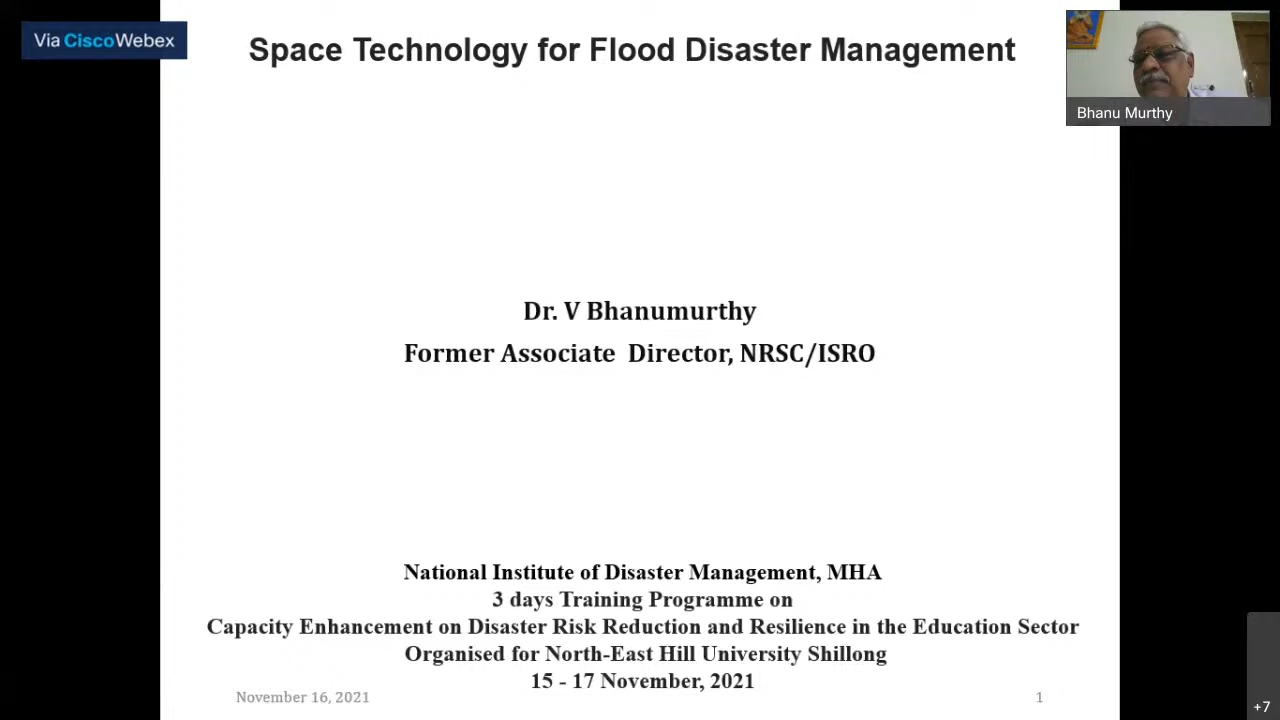 Via CiscoWebex
Space Technology for Flood Disaster Management
Bhanu Murthy
Dr. V Bhanumurthy
Former Associate Director, NRSC/ISRO
National Institute of Disaster Management, MHA
3 days Training Programme on
Capacity Enhancement on Disaster Risk Reduction and Resilience in the Education Sector
Organised for North-East Hill University Shillong
15 - 17 November, 2021
November 16, 2021
1
+7